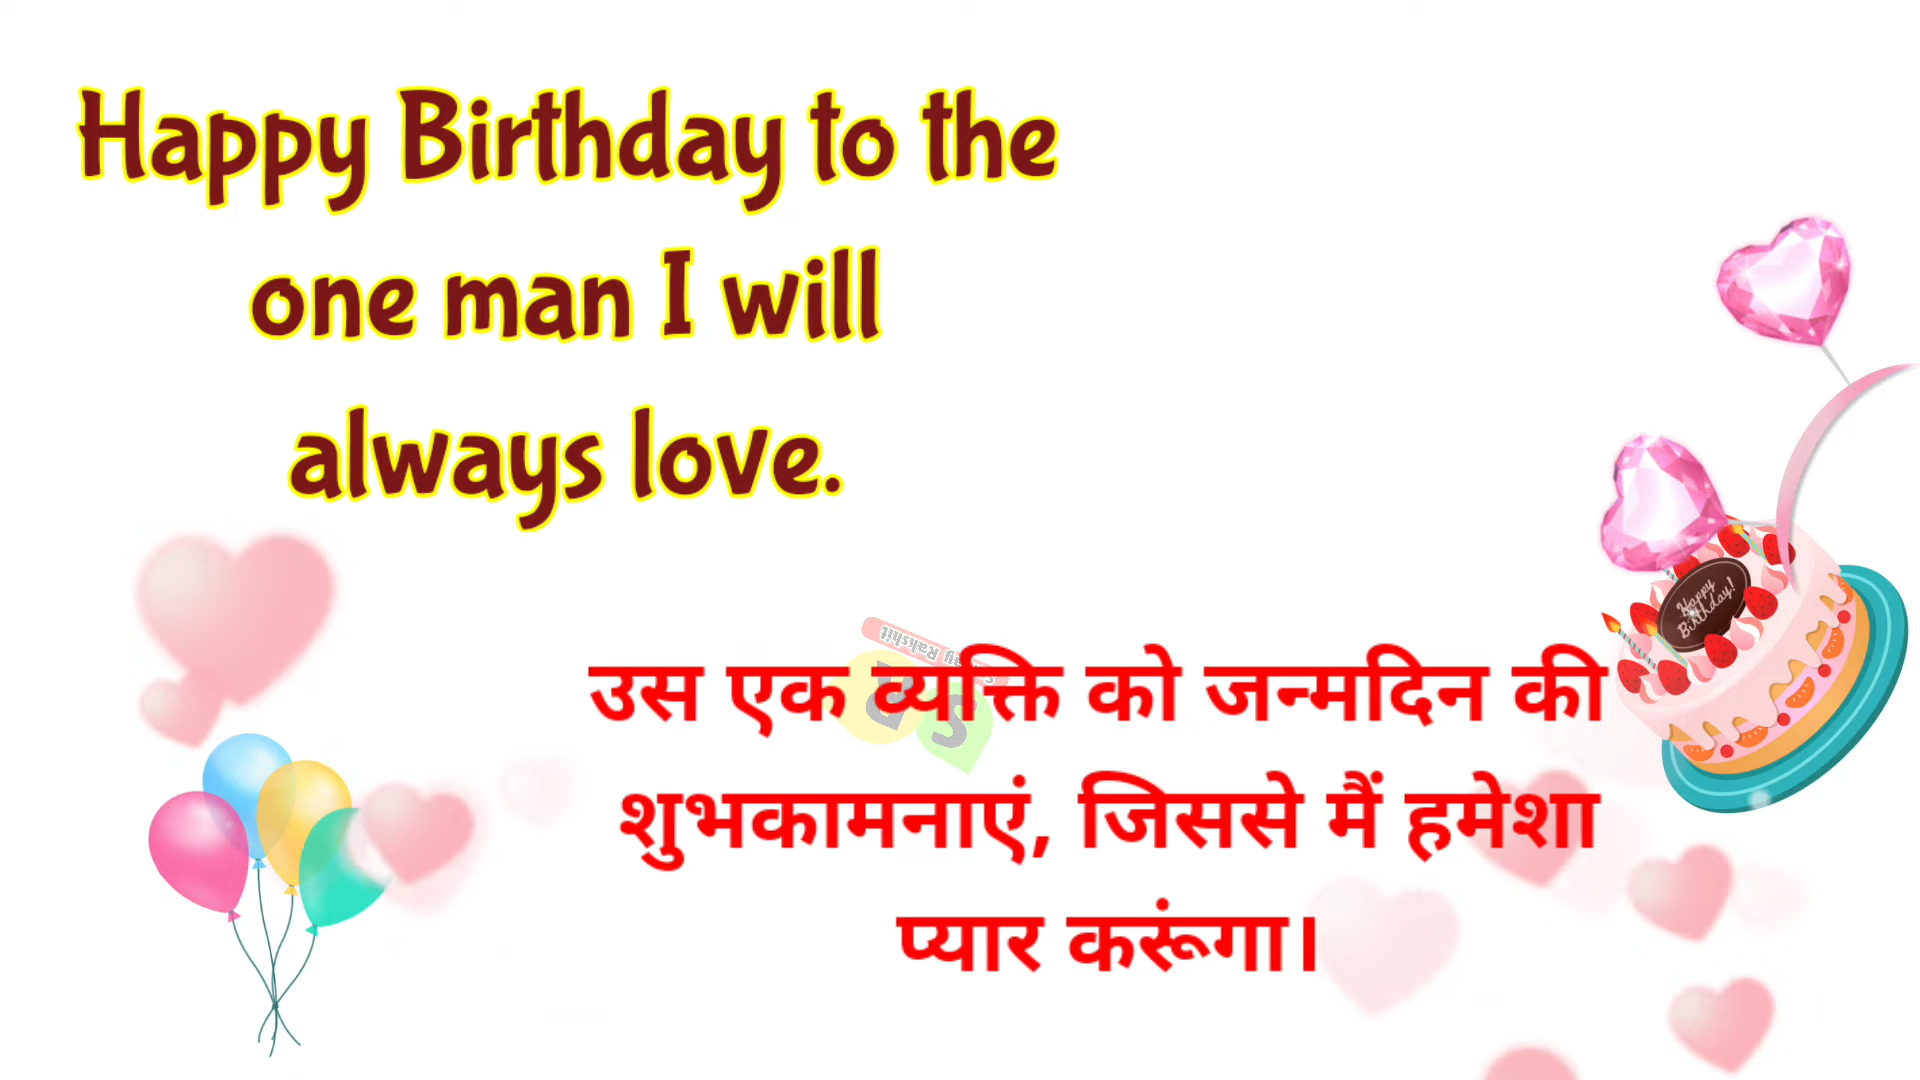 Happy Birthday to the
one man I will
always love.
Happy
Birthday!
उस एक व्यक्ति को जन्मदिन की
शुभकामनाएं, जिससे मैं हमेशा
प्यार करूंगा।
Rakshit
S
R